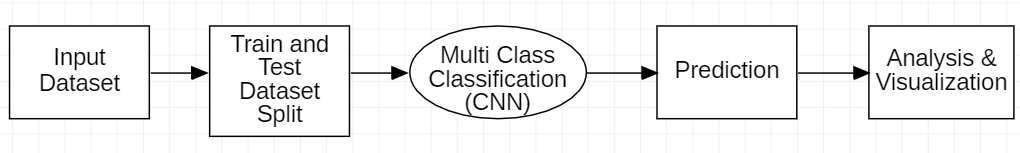 Input
Dataset
Train and
Test
Dataset
Split
Multi Class
Classification
(CNN)
Prediction
Analysis &
Visualization